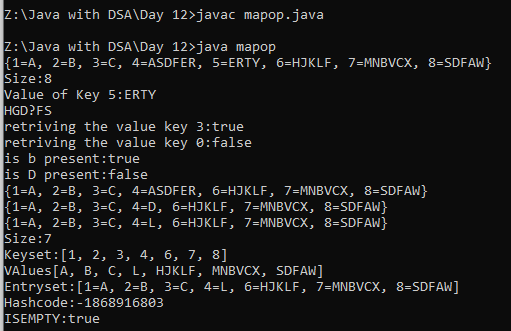 Z:\Java with DSA\Day 12>javac mapop.java
Z:\Java with DSA\Day 12>java mapop
{1=A, 2=B, 3=C, 4=ASDFER, 5=ERTY, 6=HJKLF, 7=MNBVCX, 8=SDFAW}
Size:8
Value of Key 5:ERTY
HGD?FS
retriving the value key 3:true
retriving the value key 0:false
is b present:true
is D present:false
{1=A, 2=B, 3=C, 4=ASDFER, 6=HJKLF, 7=MNBVCX, 8=SDFAW}
{1=A, 2=B, 3=C, 4=D, 6=HJKLF, 7=MNBVCX, 8=SDFAW}
{1=A, 2=B, 3=C, 4=L, 6=HJKLF, 7=MNBVCX, 8=SDFAW}
Size:7
Keyset:[1, 2, 3, 4, 6, 7, 8]
VAlues[A, B, C, L, HJKLF, MNBVCX, SDFAW]
Entryset:[1=A, 2=B, 3=C, 4=L, 6=HJKLF, 7=MNBVCX, 8=SDFAW]
Hashcode:-1868916803
ISEMPTY:true